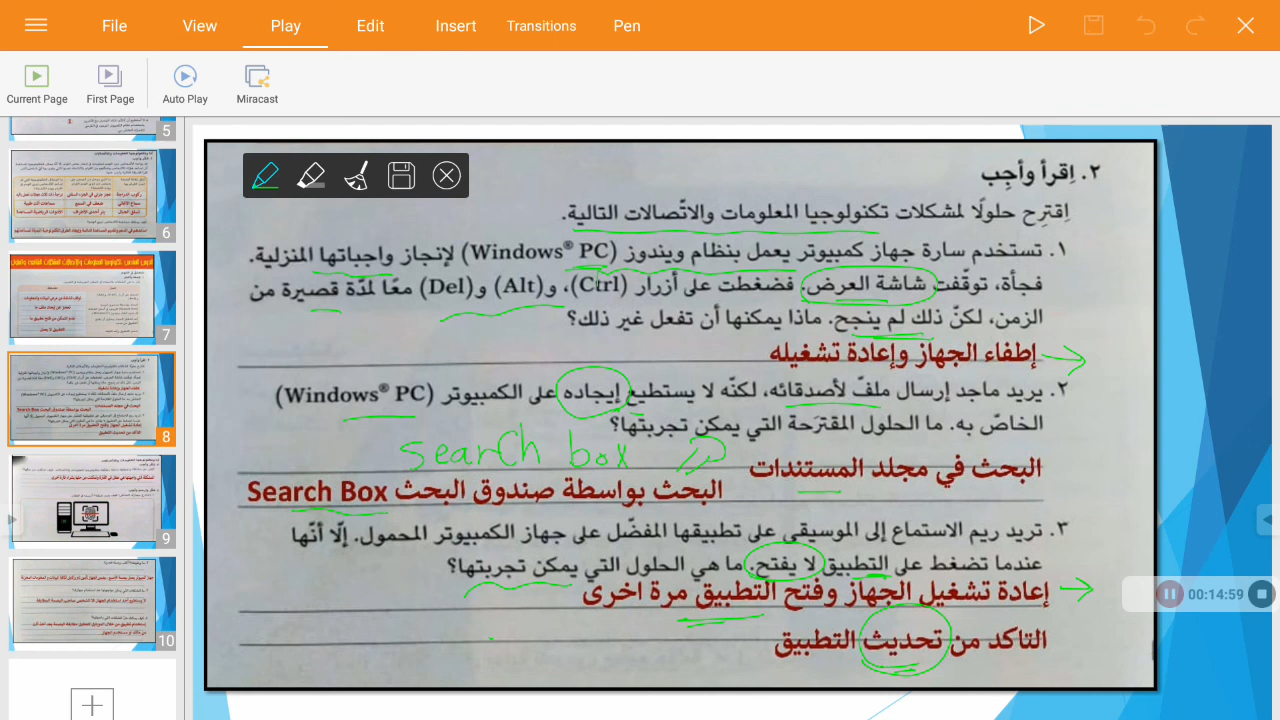 File View Play Edit Insert Transitions Pen
Current Page First Page Auto Play Miracast
٢. اِقرأ وأجِب
اِقترِح حلولًا لمشكلات تكنولوجيا المعلومات والاتّصالات التالية.
١. تستخدم سارة جهاز كمبيوتر يعمل بنظام ويندوز (Windows® PC) لإنجاز واجباتها المنزلية.
فجأة، توقّفت شاشة العرض. فضغطت على أزرار (Ctrl)، و(Alt) و(Del) معًا لمدّة قصيرة من
الزمن، لكنّ ذلك لم ينجح. ماذا يمكنها أن تفعل غير ذلك؟
إطفاء الجهاز وإعادة تشغيله
٢. يريد ماجد إرسال ملفّ لأصدقائه، لكنّه لا يستطيع إيجاده على الكمبيوتر (Windows® PC)
الخاص به. ما الحلول المقترَحة التي يمكن تجربتها؟
search box
البحث في مجلد المستندات
البحث بواسطة صندوق البحث Search Box
٣. تريد ريم الاستماع إلى الموسيقى على تطبيقها المفضّل على جهاز الكمبيوتر المحمول. إلّا أنّها
عندما تضغط على التطبيق لا يفتح. ما هي الحلول التي يمكن تجربتها؟
إعادة تشغيل الجهاز وفتح التطبيق مرة اخرى
التاكد من تحديث التطبيق
00:14:59
5
6
7
8
9
10